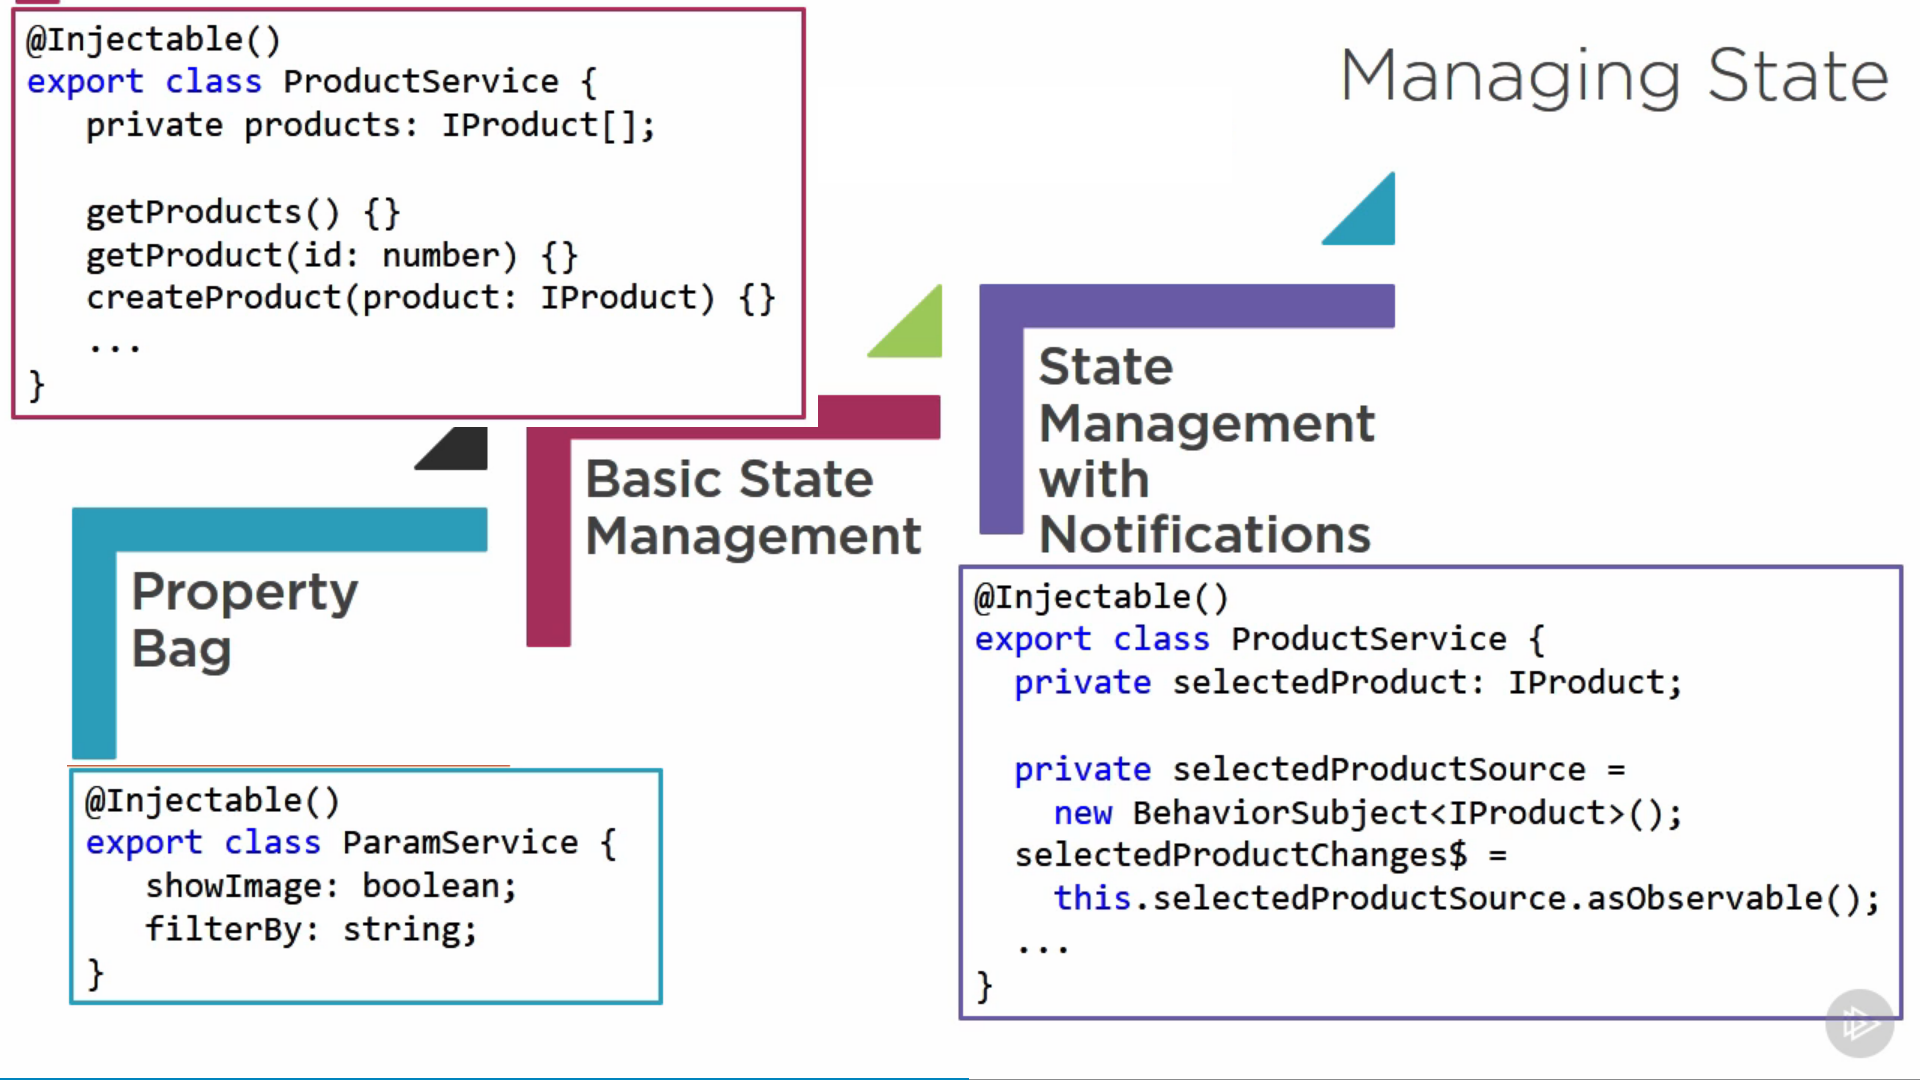 Managing State
@Injectable()
export class ProductService {
   private products: IProduct[];

   getProducts() {}
   getProduct(id: number) {}
   createProduct(product: IProduct) {}
   ...
}
Basic State
Management
State
Management
with
Notifications
Property
Bag
@Injectable()
export class ParamService {
   showImage: boolean;
   filterBy: string;
}
@Injectable()
export class ProductService {
  private selectedProduct: IProduct;

  private selectedProductSource =
    new BehaviorSubject<IProduct>();
  selectedProductChanges$ =
    this.selectedProductSource.asObservable();
  ...
}